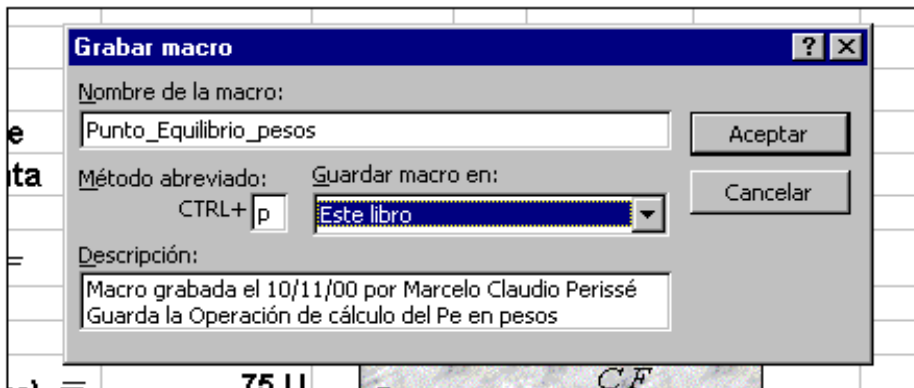 Grabar macro
Nombre de la macro:
Punto_Equilibrio_pesos
Aceptar
Método abreviado:
Guardar macro en:
CTRL+ p
Este libro
Cancelar
Descripción:
Macro grabada el 10/11/00 por Marcelo Claudio Perissé
Guarda la Operación de cálculo del Pe en pesos
e
ta
=
=
75 U
CF